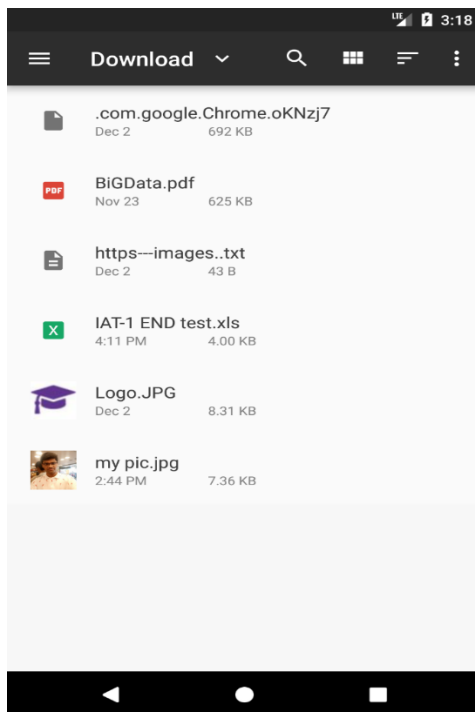 LTE 3:18
Download
.com.google.Chrome.oKNzj7
Dec 2 692 KB
PDF
BiGData.pdf
Nov 23 625 KB
https---images..txt
Dec 2 43 B
X
IAT-1 END test.xls
4:11 PM 4.00 KB
Logo.JPG
Dec 2 8.31 KB
my pic.jpg
2:44 PM 7.36 KB